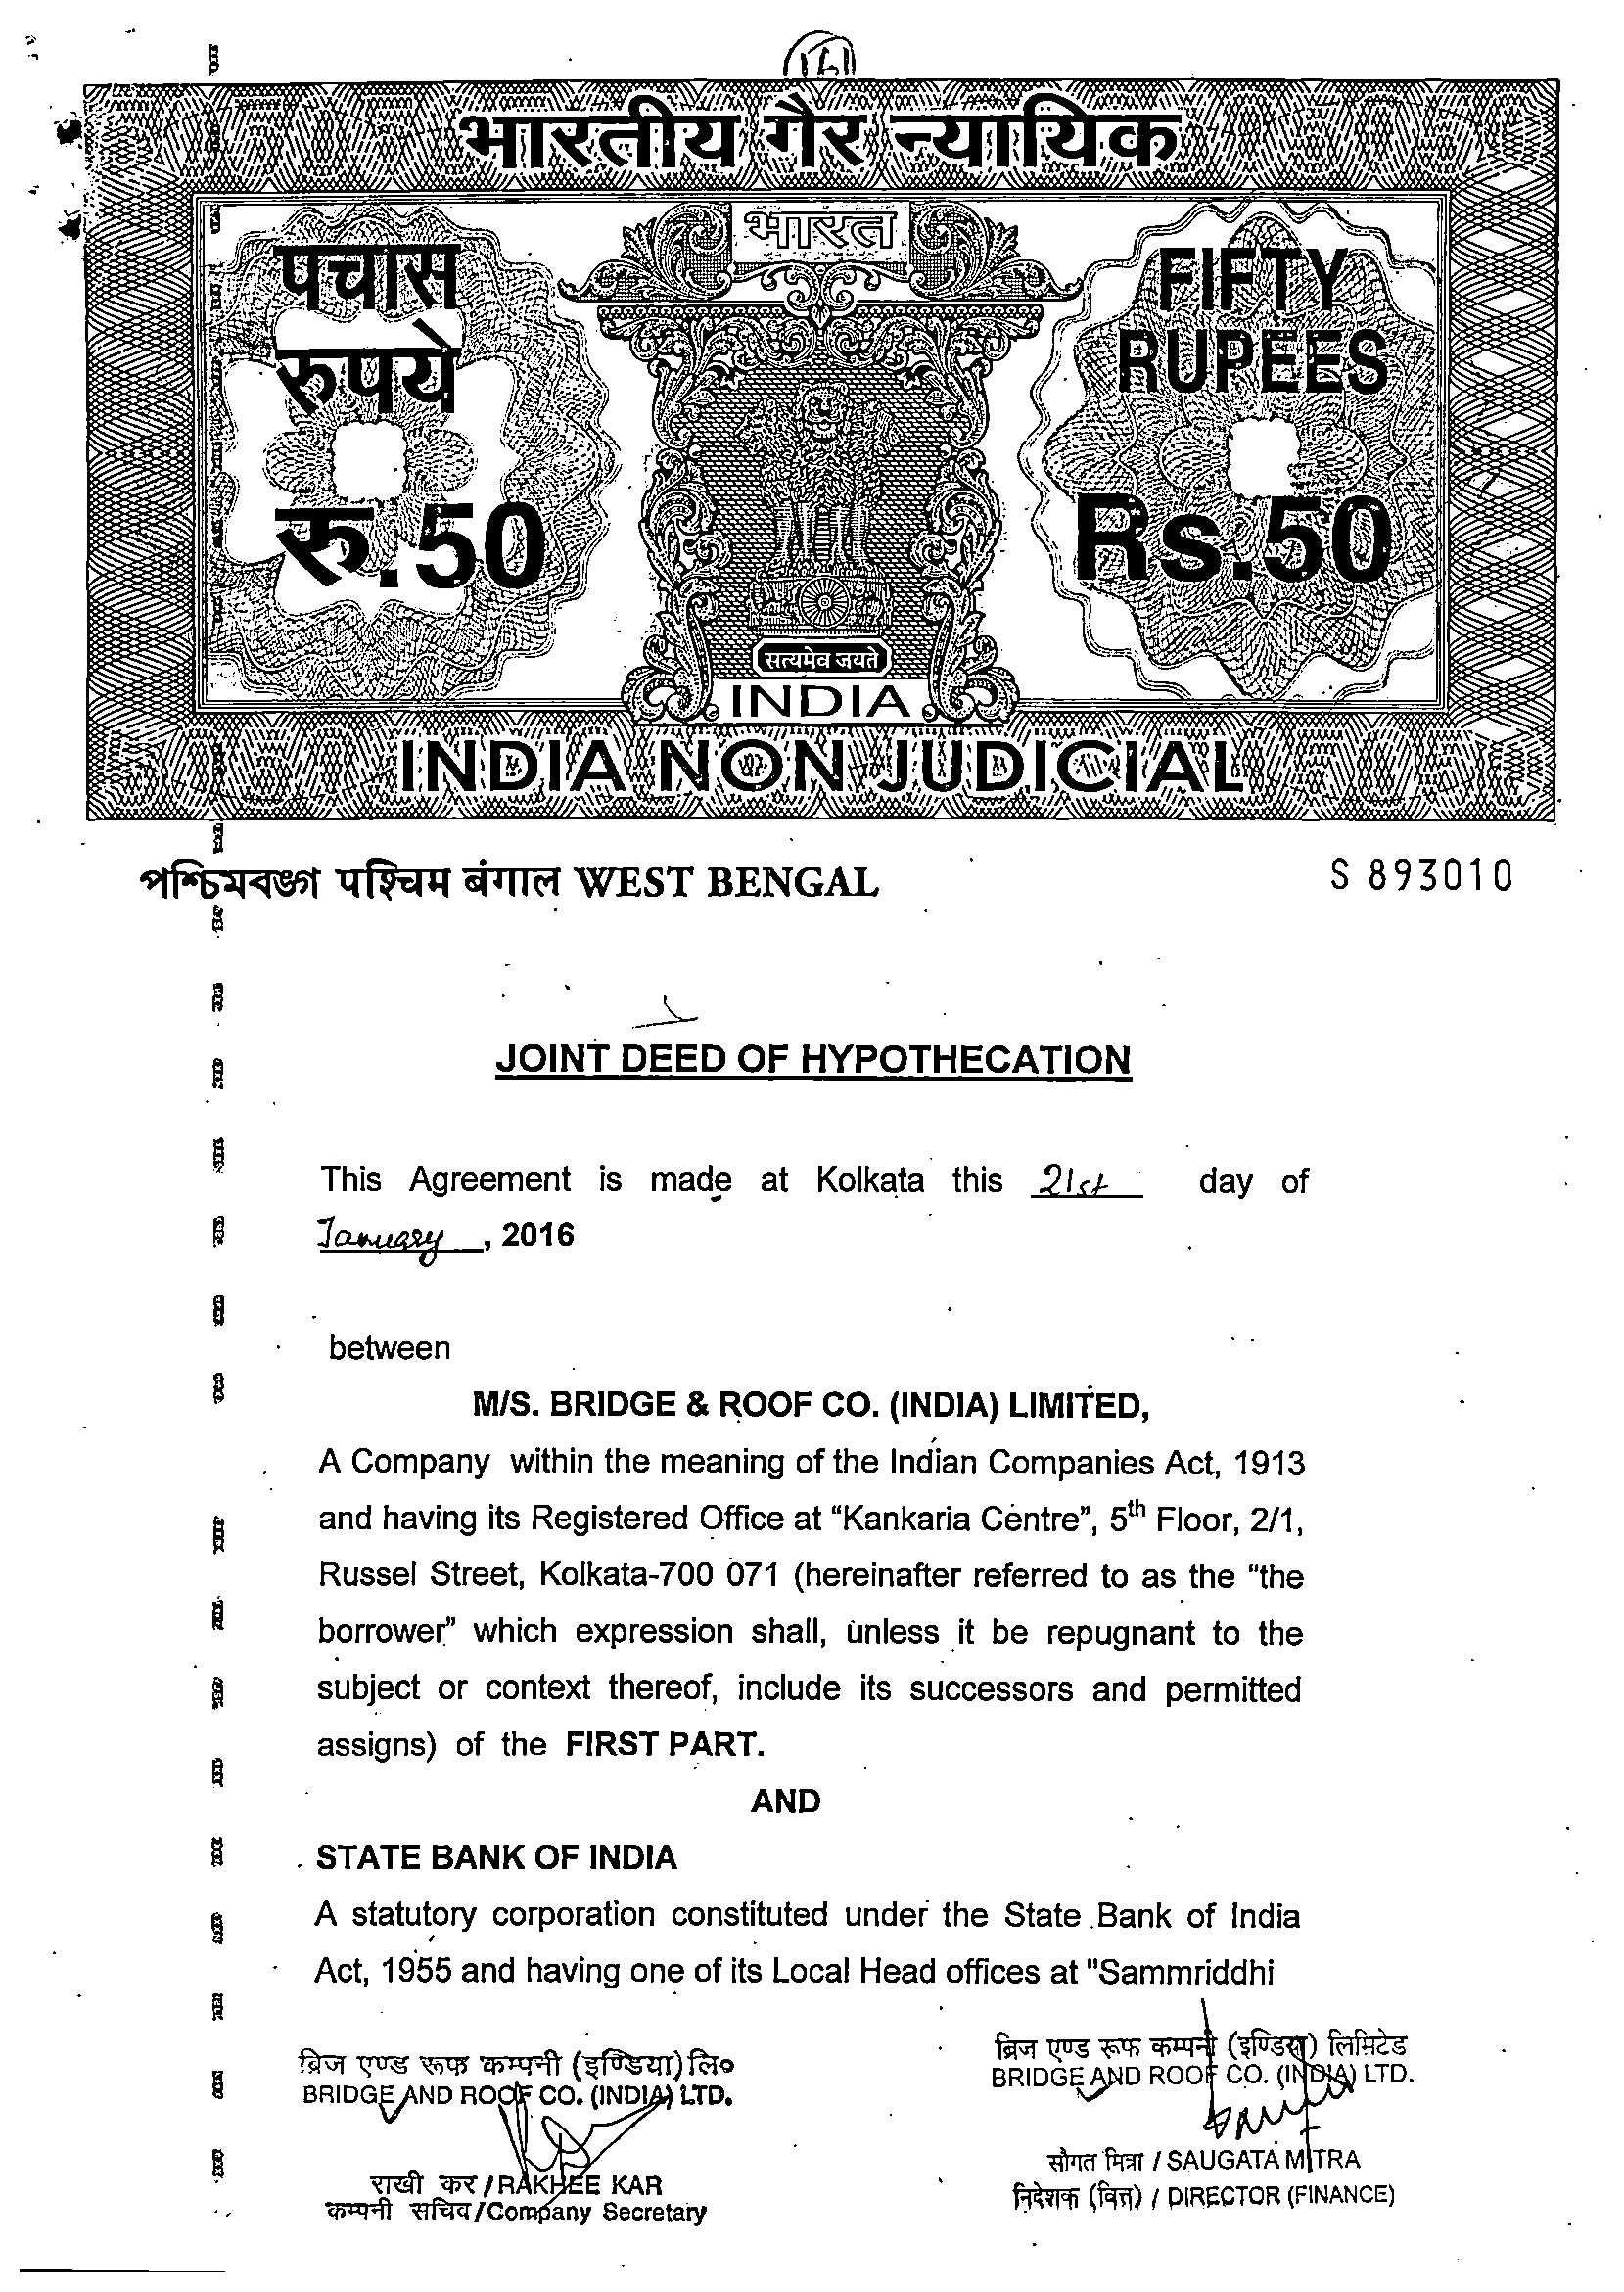 भारतीय गैर न्यायिक
भारत
पचास
रुपये
रु.50
FIFTY
RUPEES
Rs.50
सत्यमेव जयते
INDIA
INDIA NON JUDICIAL
পশ্চিমবঙ্গ पश्चिम बंगाल WEST BENGAL
S 893010
JOINT DEED OF HYPOTHECATION
This Agreement is made at Kolkata this 21st day of
January, 2016
between
M/S. BRIDGE & ROOF CO. (INDIA) LIMITED,
A Company within the meaning of the Indian Companies Act, 1913
and having its Registered Office at “Kankaria Centre”, 5th Floor, 2/1,
Russel Street, Kolkata-700 071 (hereinafter referred to as the “the
borrower” which expression shall, unless it be repugnant to the
subject or context thereof, include its successors and permitted
assigns) of the FIRST PART.
AND
STATE BANK OF INDIA
A statutory corporation constituted under the State Bank of India
Act, 1955 and having one of its Local Head offices at "Sammriddhi
ब्रिज एण्ड रूफ कम्पनी (इण्डिया) लि०
BRIDGE AND ROOF CO. (INDIA) LTD.
राखी कर / RAKHEE KAR
कम्पनी सचिव/Company Secretary
ब्रिज एण्ड रूफ कम्पनी (इण्डिया) लिमिटेड
BRIDGE AND ROOF CO. (INDIA) LTD.
सौगत मित्रा / SAUGATA MITRA
निदेशक (वित्त) / DIRECTOR (FINANCE)